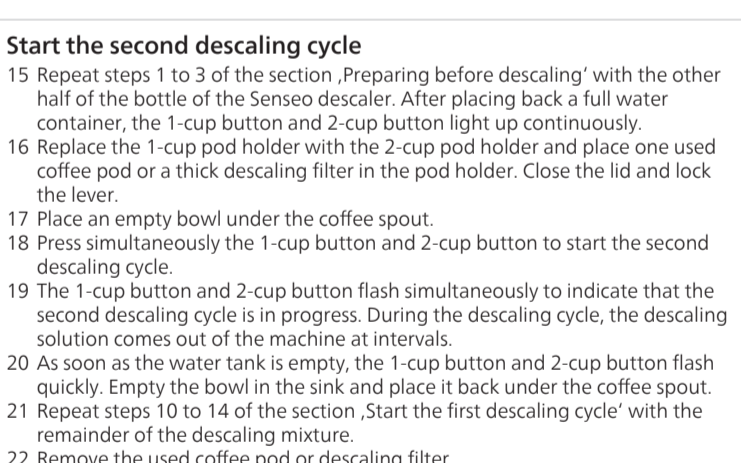 Start the second descaling cycle
15 Repeat steps 1 to 3 of the section ‚Preparing before descaling‘ with the other
half of the bottle of the Senseo descaler. After placing back a full water
container, the 1-cup button and 2-cup button light up continuously.
16 Replace the 1-cup pod holder with the 2-cup pod holder and place one used
coffee pod or a thick descaling filter in the pod holder. Close the lid and lock
the lever.
17 Place an empty bowl under the coffee spout.
18 Press simultaneously the 1-cup button and 2-cup button to start the second
descaling cycle.
19 The 1-cup button and 2-cup button flash simultaneously to indicate that the
second descaling cycle is in progress. During the descaling cycle, the descaling
solution comes out of the machine at intervals.
20 As soon as the water tank is empty, the 1-cup button and 2-cup button flash
quickly. Empty the bowl in the sink and place it back under the coffee spout.
21 Repeat steps 10 to 14 of the section ‚Start the first descaling cycle‘ with the
remainder of the descaling mixture.
22 Remove the used coffee pod or descaling filter